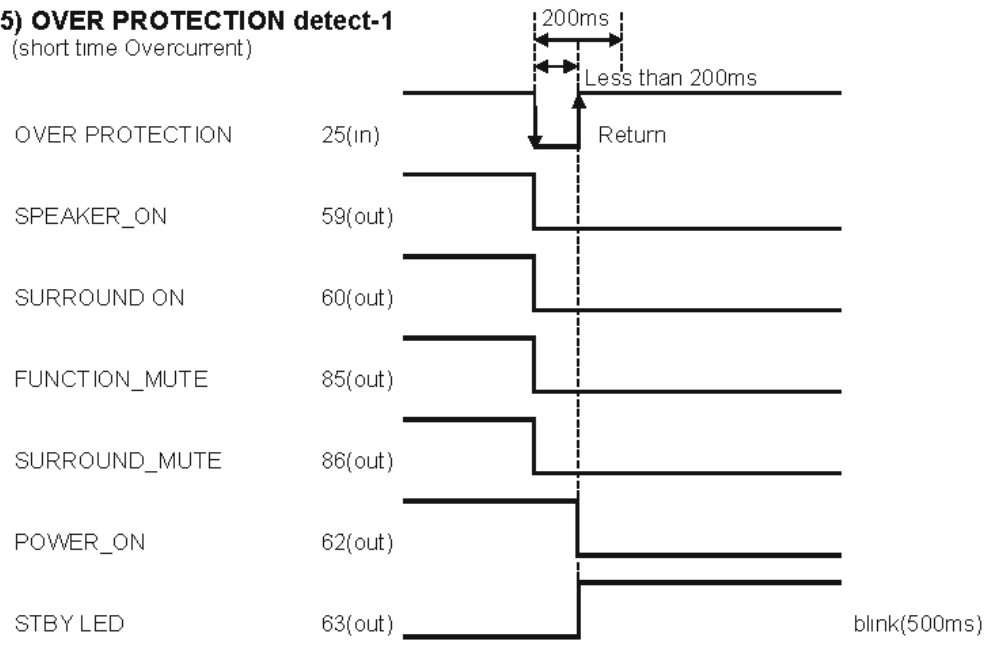 5) OVER PROTECTION detect-1
(short time Overcurrent)
200ms
Less than 200ms
OVER PROTECTION 25(in) Return
SPEAKER_ON 59(out)
SURROUND ON 60(out)
FUNCTION_MUTE 85(out)
SURROUND_MUTE 86(out)
POWER_ON 62(out)
STBY LED 63(out) blink(500ms)